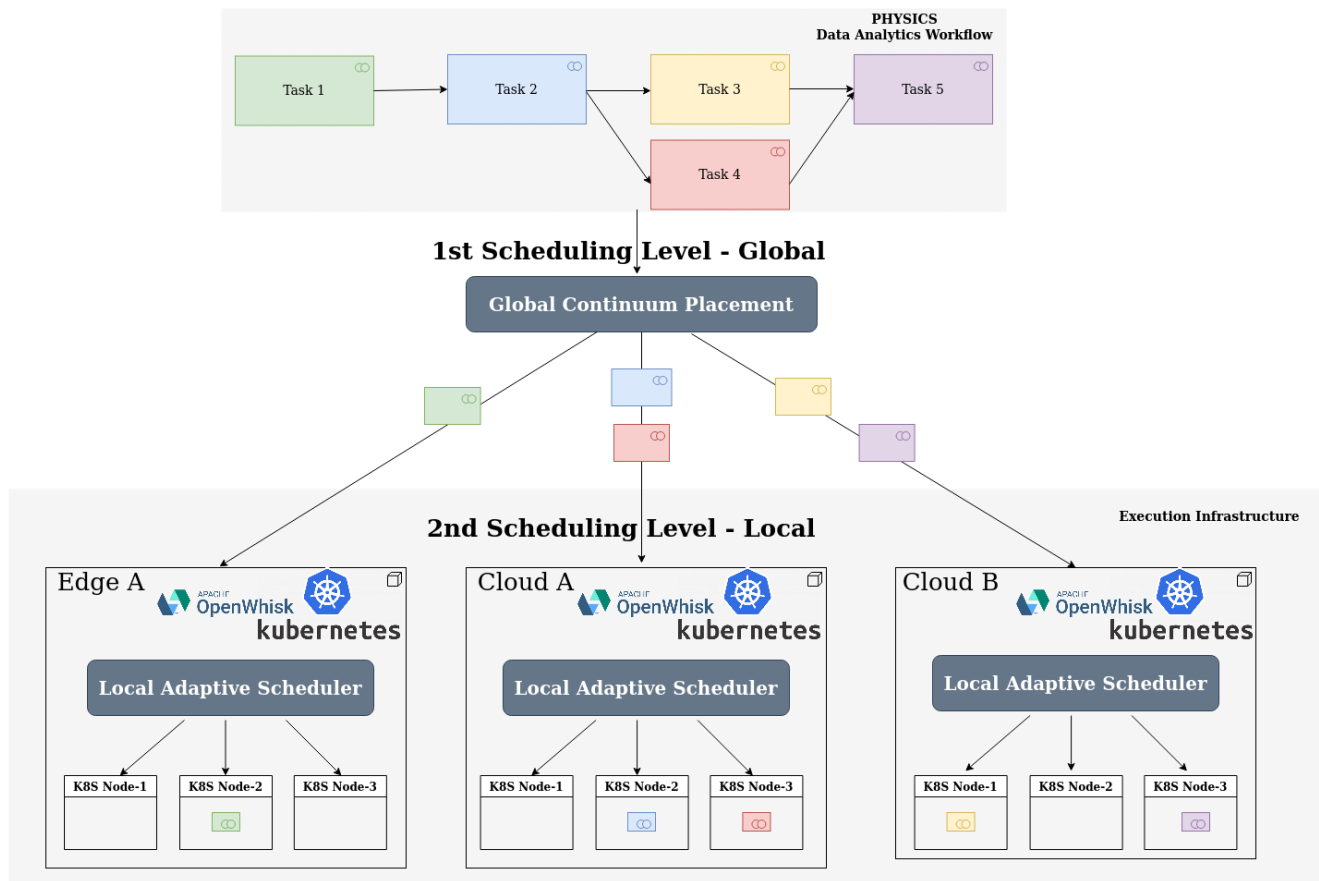 PHYSICS
Data Analytics Workflow
Task 1
Task 2
Task 3
Task 5
Task 4
1st Scheduling Level - Global
Global Continuum Placement
2nd Scheduling Level - Local
Execution Infrastructure
Edge A
APACHE
OpenWhisk
kubernetes
Cloud A
APACHE
OpenWhisk
kubernetes
Cloud B
APACHE
OpenWhisk
kubernetes
Local Adaptive Scheduler
Local Adaptive Scheduler
Local Adaptive Scheduler
K8S Node-1
K8S Node-2
K8S Node-3
K8S Node-1
K8S Node-2
K8S Node-3
K8S Node-1
K8S Node-2
K8S Node-3